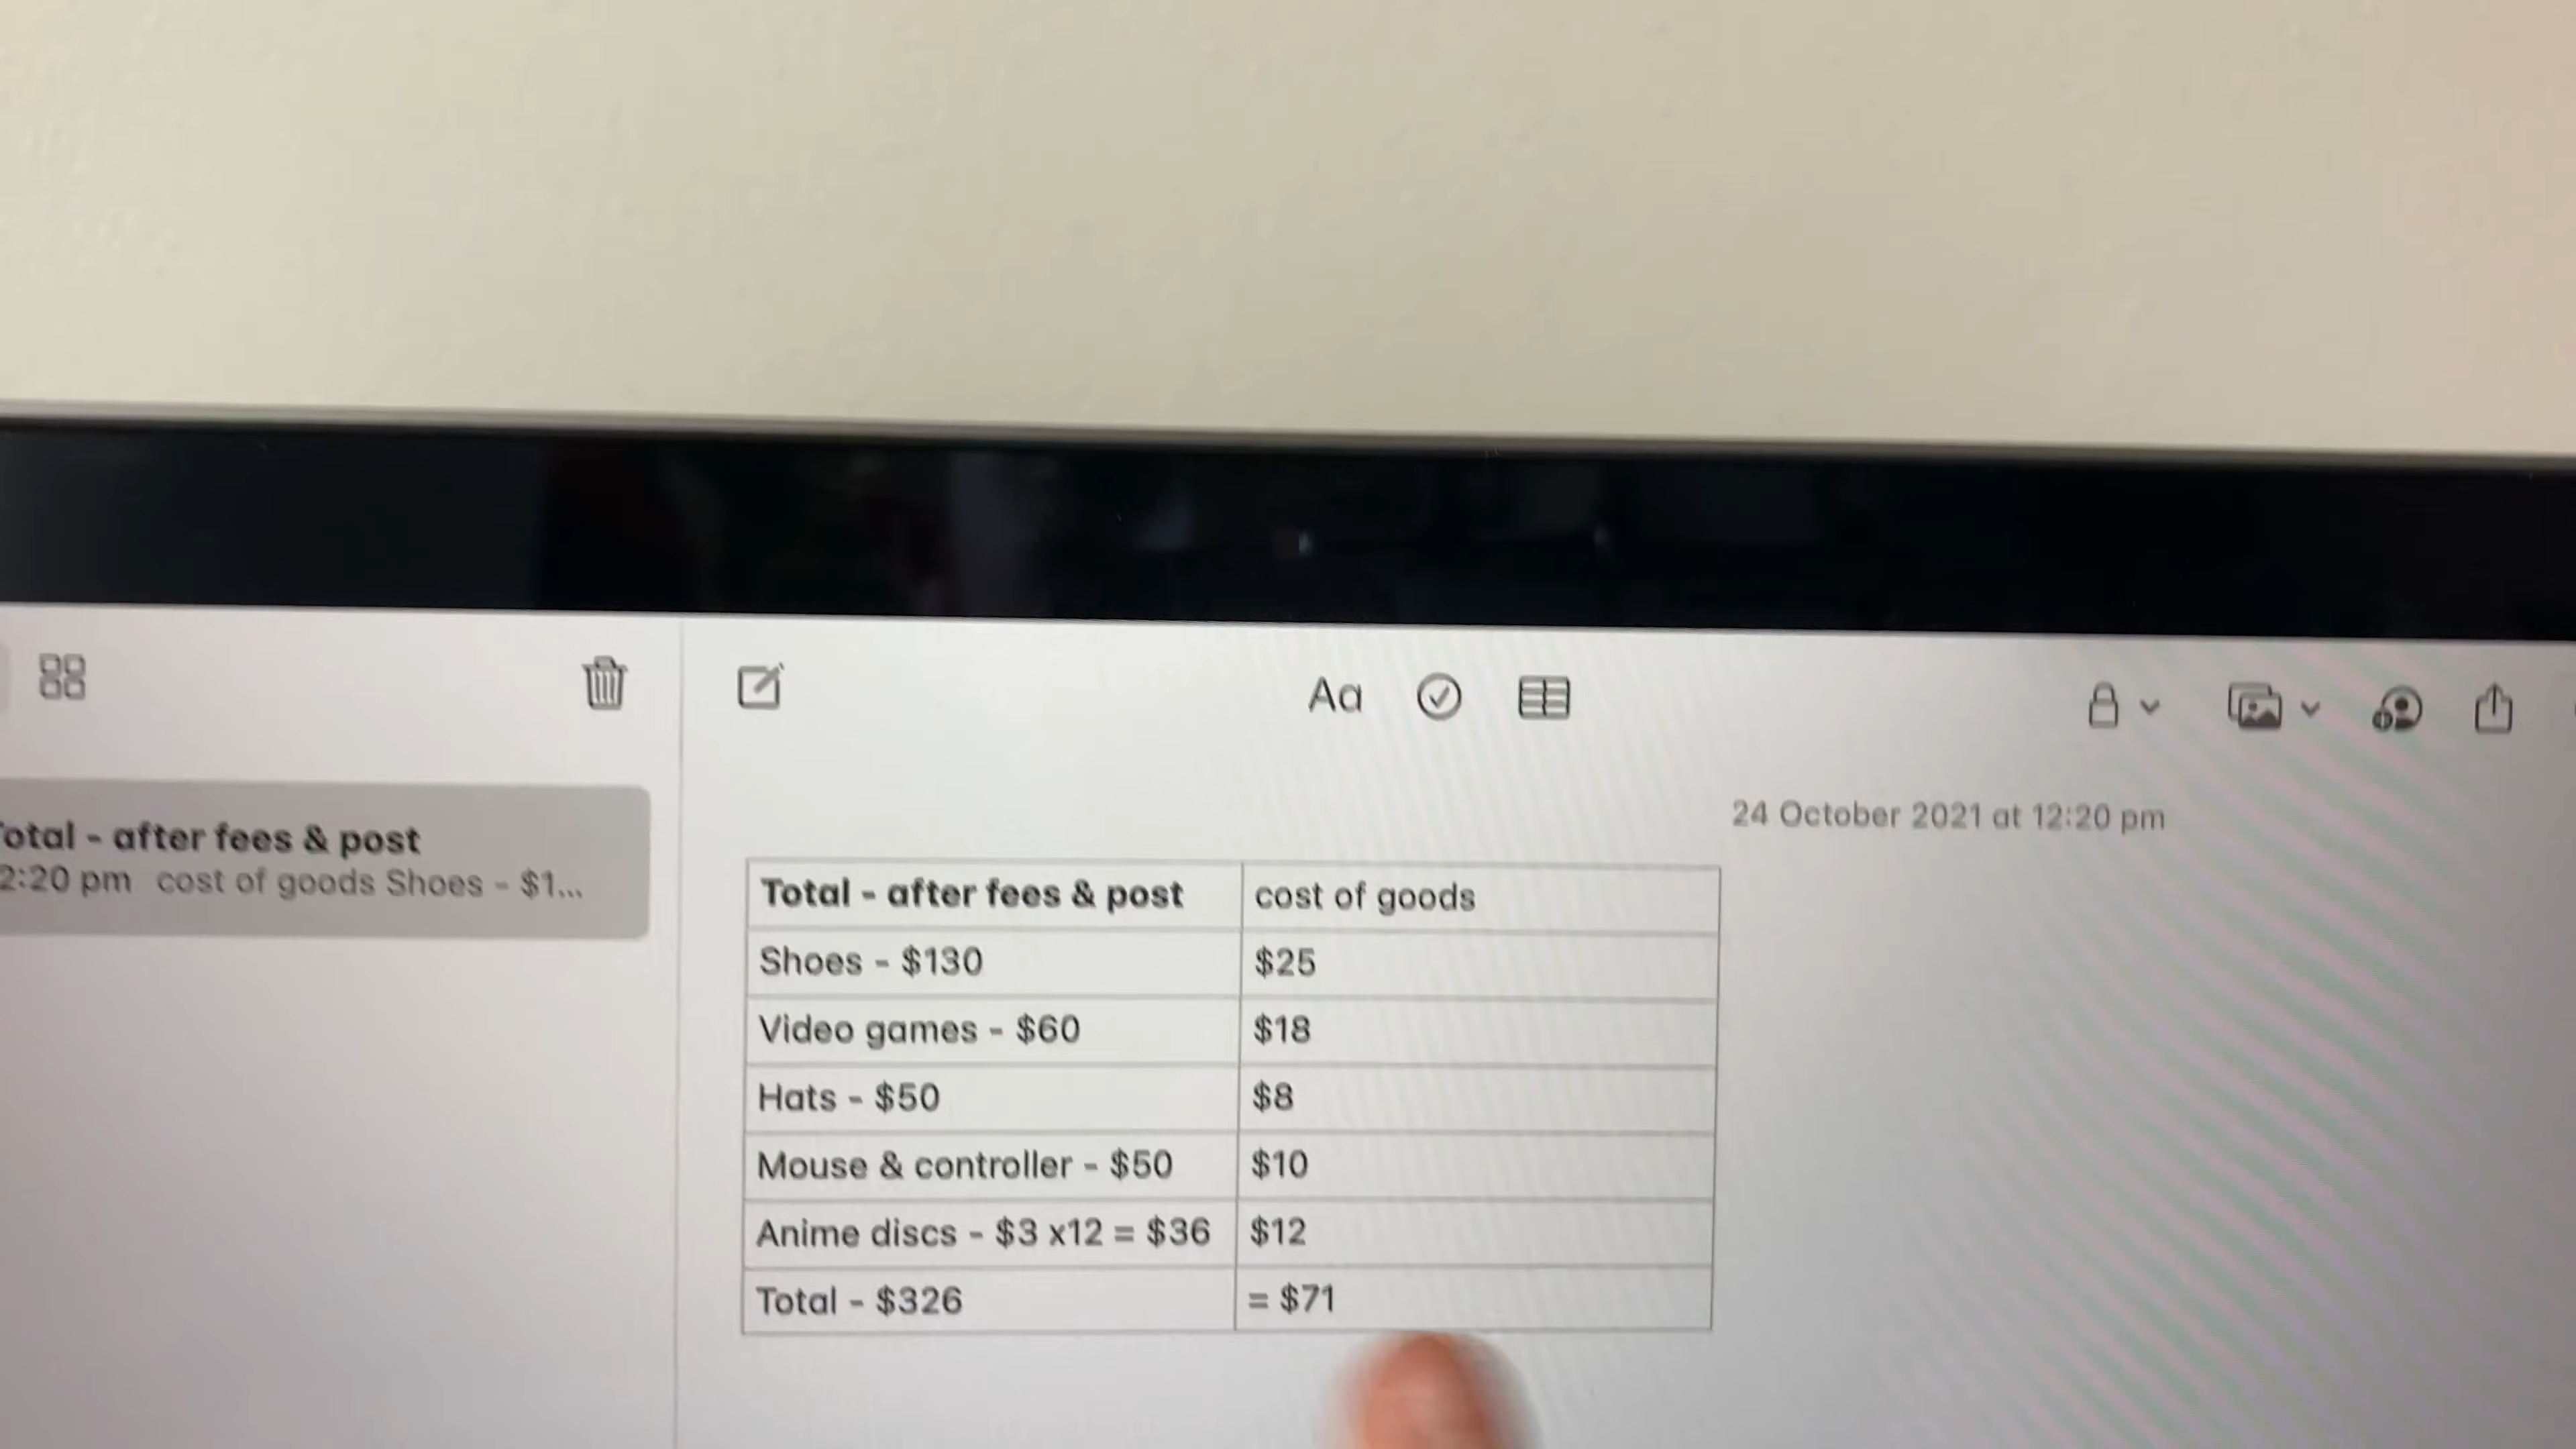 Aa
24 October 2021 at 12:20 pm
otal - after fees & post
2:20 pm cost of goods Shoes - $1...
Total - after fees & post cost of goods
Shoes - $130 $25
Video games - $60 $18
Hats - $50 $8
Mouse & controller - $50 $10
Anime discs - $3 x12 = $36 $12
Total - $326 = $71